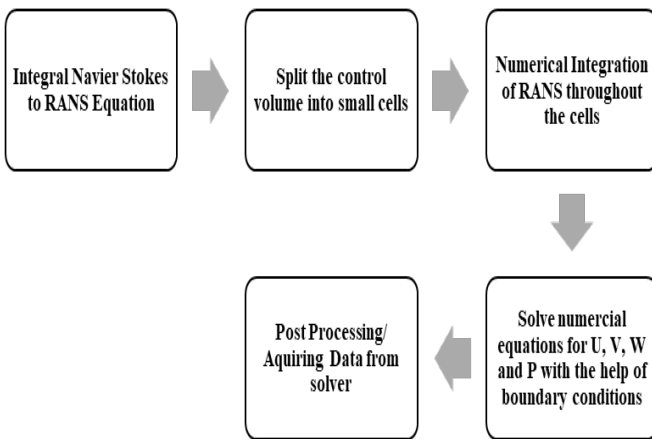 Integral Navier Stokes
to RANS Equation
Split the control
volume into small cells
Numerical Integration
of RANS throughout
the cells
Solve numercial
equations for U, V, W
and P with the help of
boundary conditions
Post Processing/
Aquiring Data from
solver